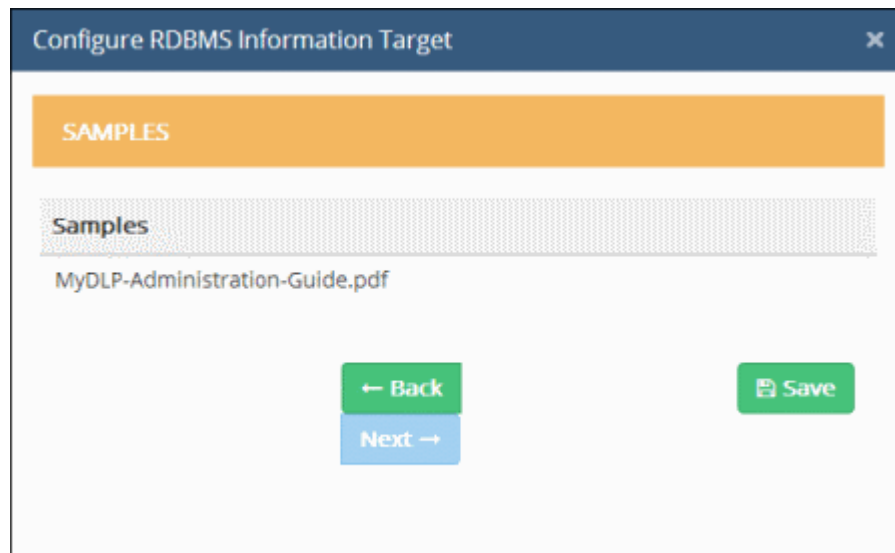 Configure RDBMS Information Target ×
SAMPLES
Samples
MyDLP-Administration-Guide.pdf
← Back
Save
Next →